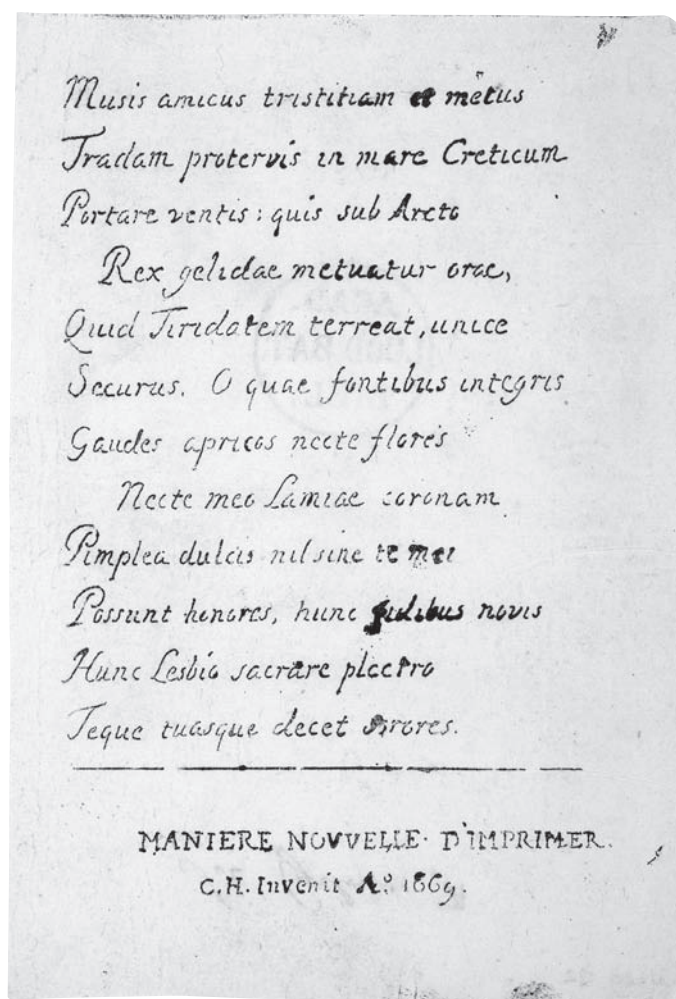 Musis amicus tristitiam et metus
Tradam protervis in mare Creticum
Portare ventis: quis sub Arcto
Rex gelidae metuatur orae,
Quid Tiridatem terreat, unice
Securus. O quae fontibus integris
Gaudes apricos necte flores
Necte meo Lamiae coronam
Pimplea dulcis nil sine te mei
Possunt honores, hunc fidibus novis
Hunc Lesbio sacrare plectro
Teque tuasque decet sorores.
MANIERE NOVVELLE D'IMPRIMER.
C.H. Invenit A.º 1669.